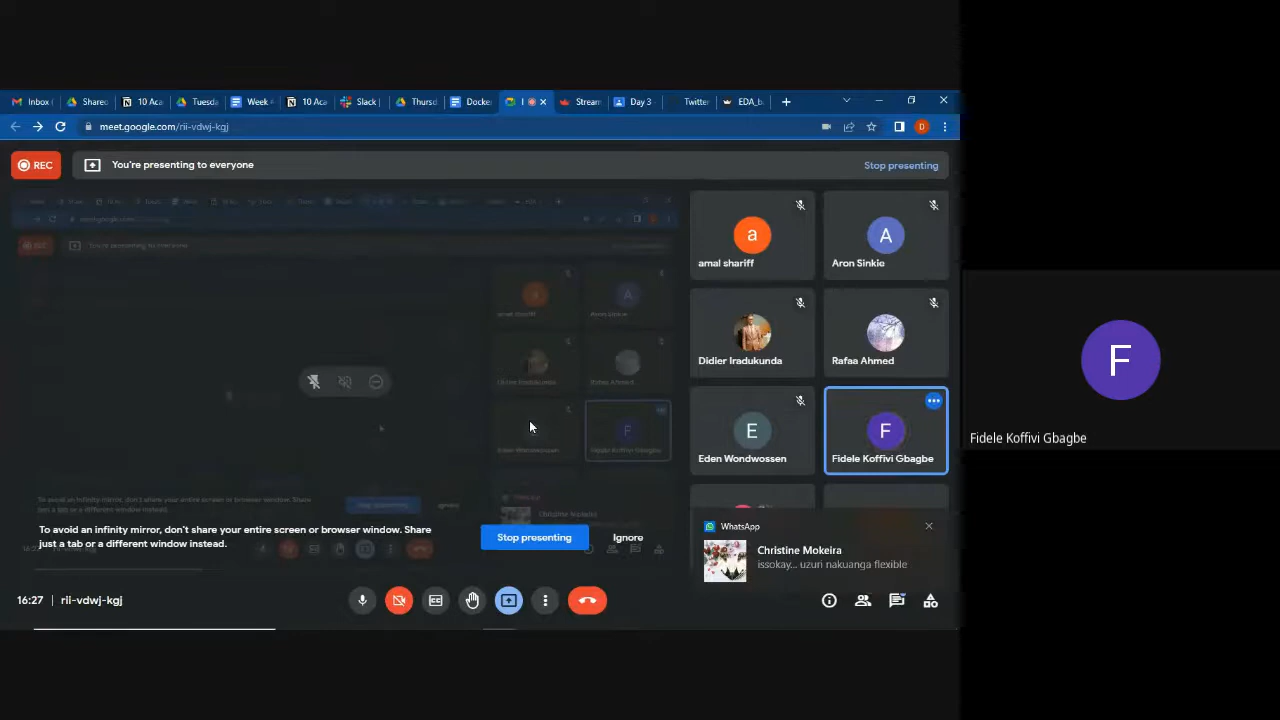 Inbox
Shared
10 Aca
Tuesda
Week
10 Aca
Slack
Thursd
Docke
Stream
Day 3
Twitter
EDA_b
meet.google.com/rii-vdwj-kgj
D
REC
You're presenting to everyone
Stop presenting
a
amal shariff
A
Aron Sinkie
Didier Iradukunda
Rafaa Ahmed
E
Eden Wondwossen
F
Fidele Koffivi Gbagbe
F
Fidele Koffivi Gbagbe
To avoid an infinity mirror, don't share your entire screen or browser window. Share
just a tab or a different window instead.
Stop presenting
Ignore
WhatsApp
Christine Mokeira
issokay... uzuri nakuanga flexible
16:27 | rii-vdwj-kgj